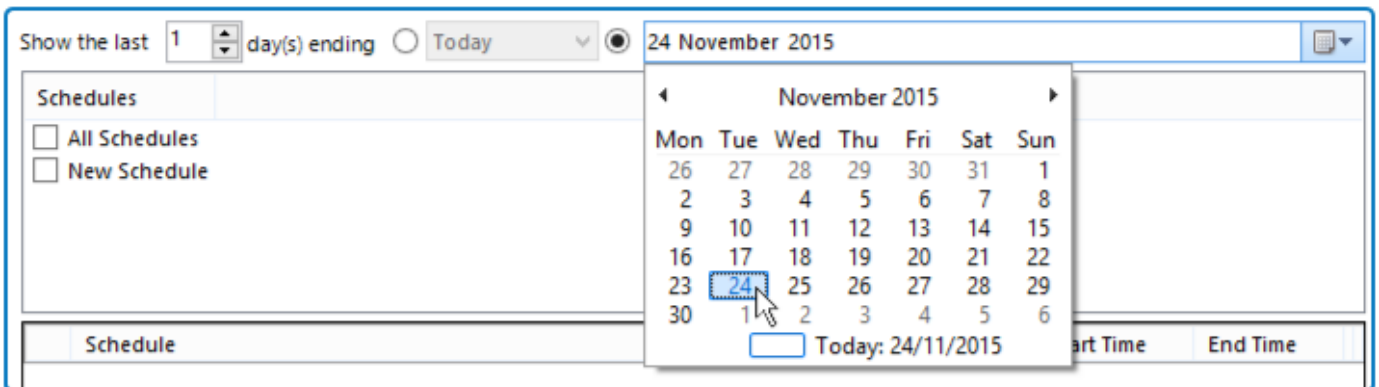 Show the last 1 day(s) ending Today 24 November 2015
Schedules
All Schedules
New Schedule
November 2015
Mon Tue Wed Thu Fri Sat Sun
26 27 28 29 30 31 1
2 3 4 5 6 7 8
9 10 11 12 13 14 15
16 17 18 19 20 21 22
23 24 25 26 27 28 29
30 1 2 3 4 5 6
Today: 24/11/2015
Schedule art Time End Time